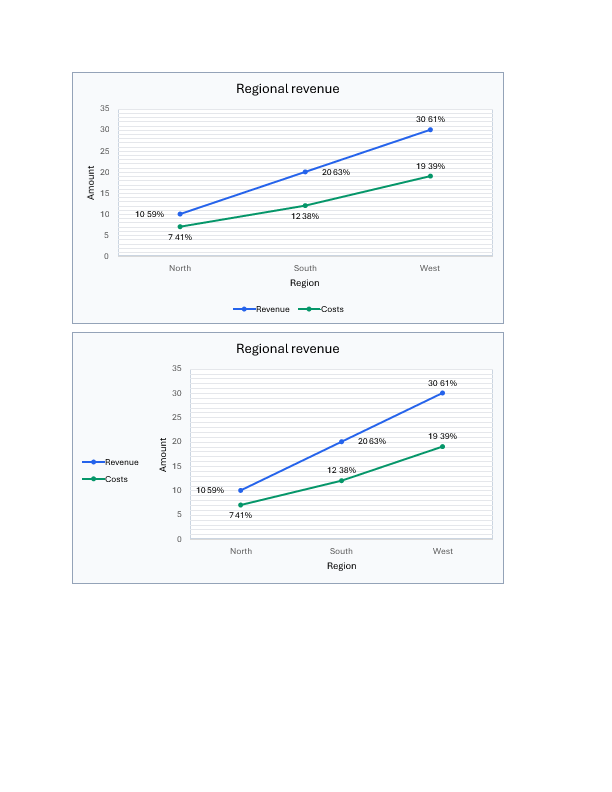 Regional revenue
35
30 61%
30
25
20
19 39%
20 63%
15
12 38%
10
10 59%
7 41%
5
0
Amount
North South West
Region
Revenue Costs
Regional revenue
35
30 61%
30
25
20
20 63%
19 39%
15
12 38%
10
10 59%
7 41%
5
0
Amount
Revenue
Costs
North South West
Region